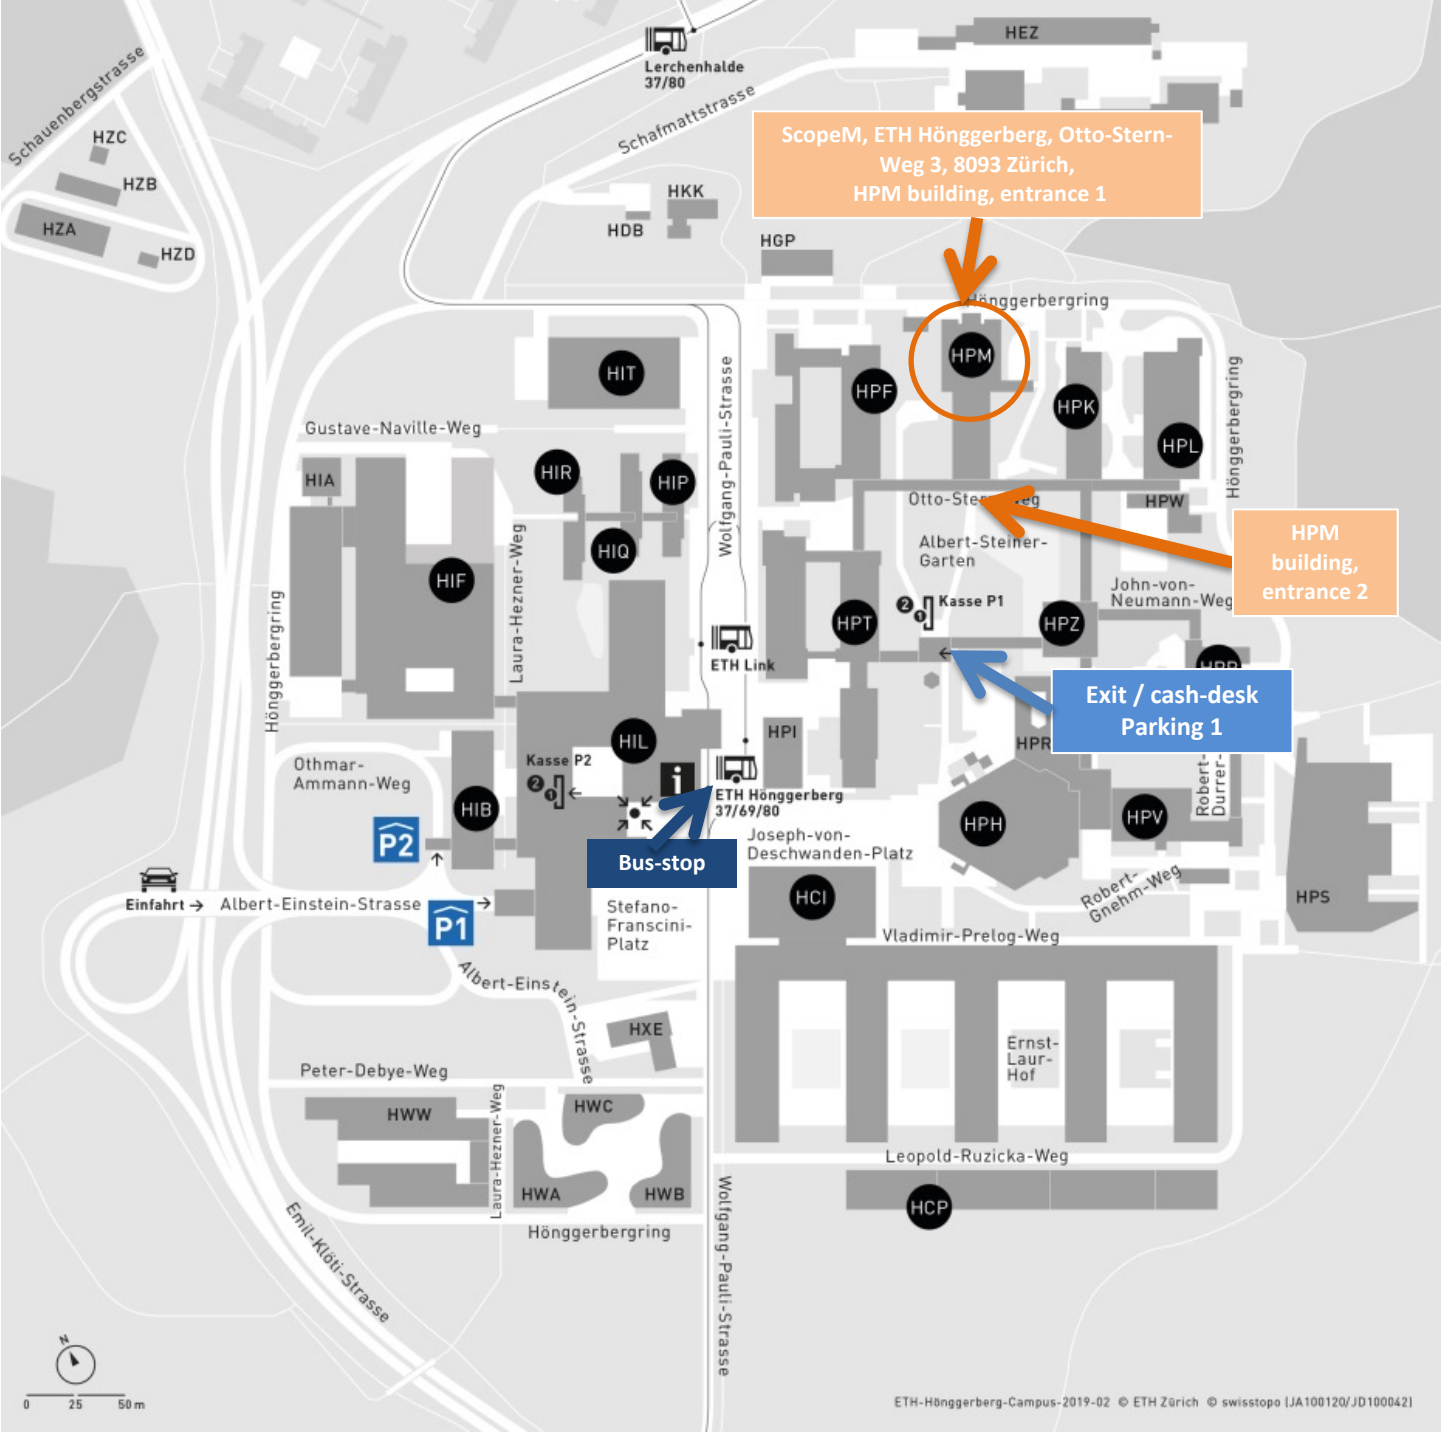 HEZ
Lerchenhalde
37/80
Schauenbergstrasse
Schafmattstrasse
HZC
HZB
HZA
HZD
HKK
HDB
HGP
ScopeM, ETH Hönggerberg, Otto-Stern-
Weg 3, 8093 Zürich,
HPM building, entrance 1
Hönggerbergring
HIT
HPM
HPF
HPK
HPL
Wolfgang-Pauli-Strasse
Hönggerbergring
Gustave-Naville-Weg
HIA
HIR
HIP
HIQ
HIF
Laura-Hezner-Weg
Hönggerbergring
Otto-Ste Weg
HPW
Albert-Steiner-
Garten
HPM
building,
entrance 2
John-von-
Neumann-Weg
2 1 Kasse P1
HPT
HPZ
ETH Link
Exit / cash-desk
Parking 1
HIL
HPI
HPR
Othmar-
Ammann-Weg
Kasse P2
2 1
i
ETH Hönggerberg
37/69/80
HIB
HPH
HPV
Robert-
Durrer-
Joseph-von-
Deschwanden-Platz
P2
Bus-stop
Einfahrt → Albert-Einstein-Strasse
P1
Stefano-
Franscini-
Platz
HCI
Robert-
Gnehm-Weg
HPS
Vladimir-Prelog-Weg
Albert-Einstein-Strasse
HXE
Ernst-
Laur-
Hof
Peter-Debye-Weg
HWW
HWC
Laura-Hezner-Weg
HWA
HWB
Leopold-Ruzicka-Weg
HCP
Hönggerbergring
Emil-Klöti-Strasse
Wolfgang-Pauli-Strasse
N
0 25 50 m
ETH-Hönggerberg-Campus-2019-02 © ETH Zürich © swisstopo (JA100120/JD100042)